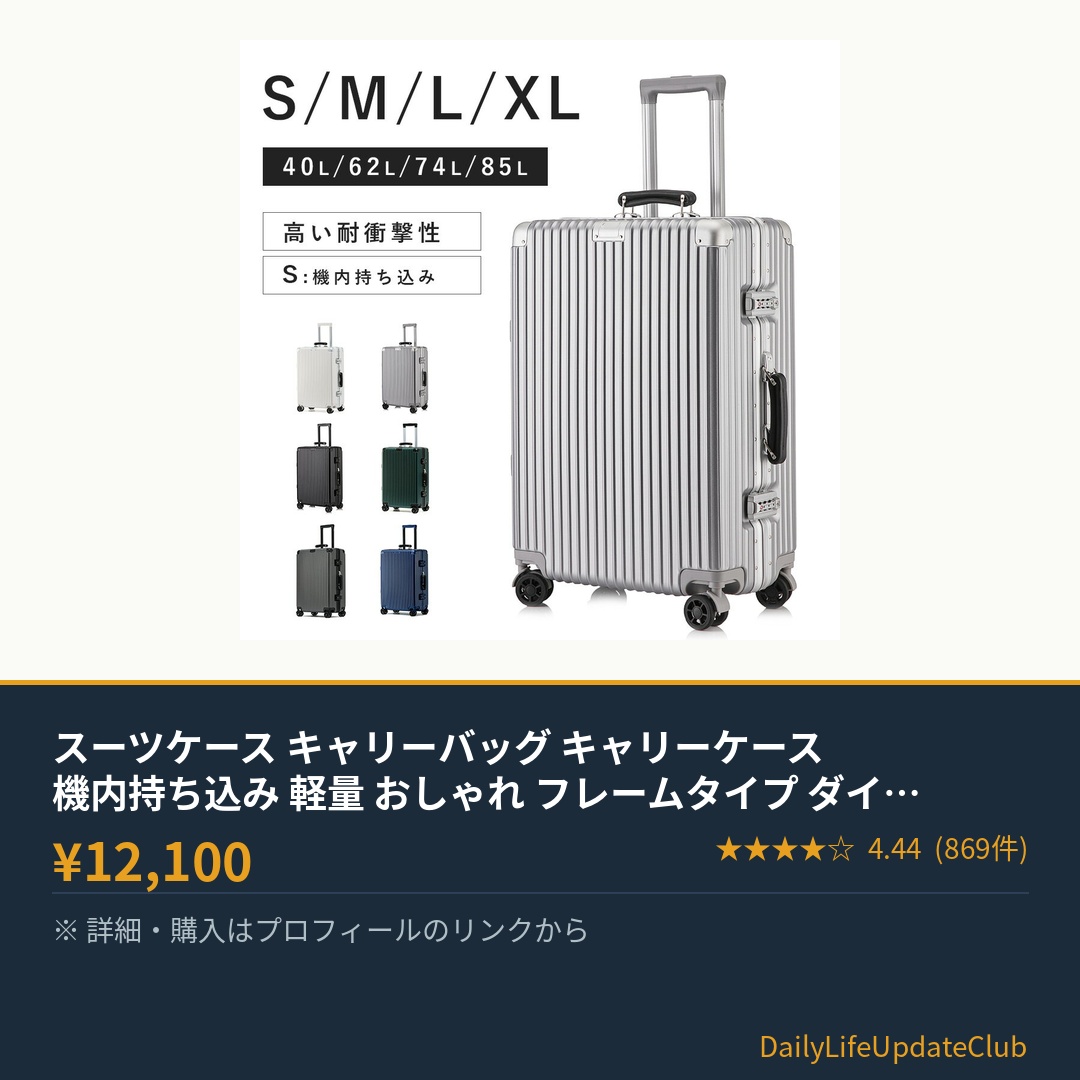 S/M/L/XL
40L/62L/74L/85L
高い耐衝撃性
S:機内持ち込み
スーツケース キャリーバッグ キャリーケース
機内持ち込み 軽量 おしゃれ フレームタイプ ダイ…
¥12,100
★★★★☆ 4.44 (869件)
※ 詳細・購入はプロフィールのリンクから
DailyLifeUpdateClub